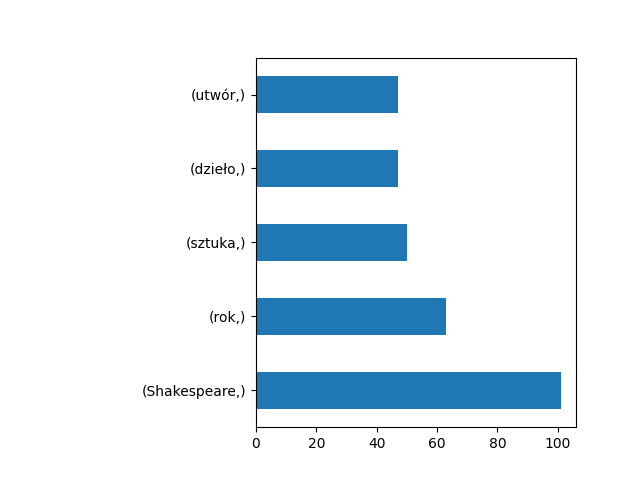 (utwór,)
(dzieło,)
(sztuka,)
(rok,)
(Shakespeare,)
0 20 40 60 80 100